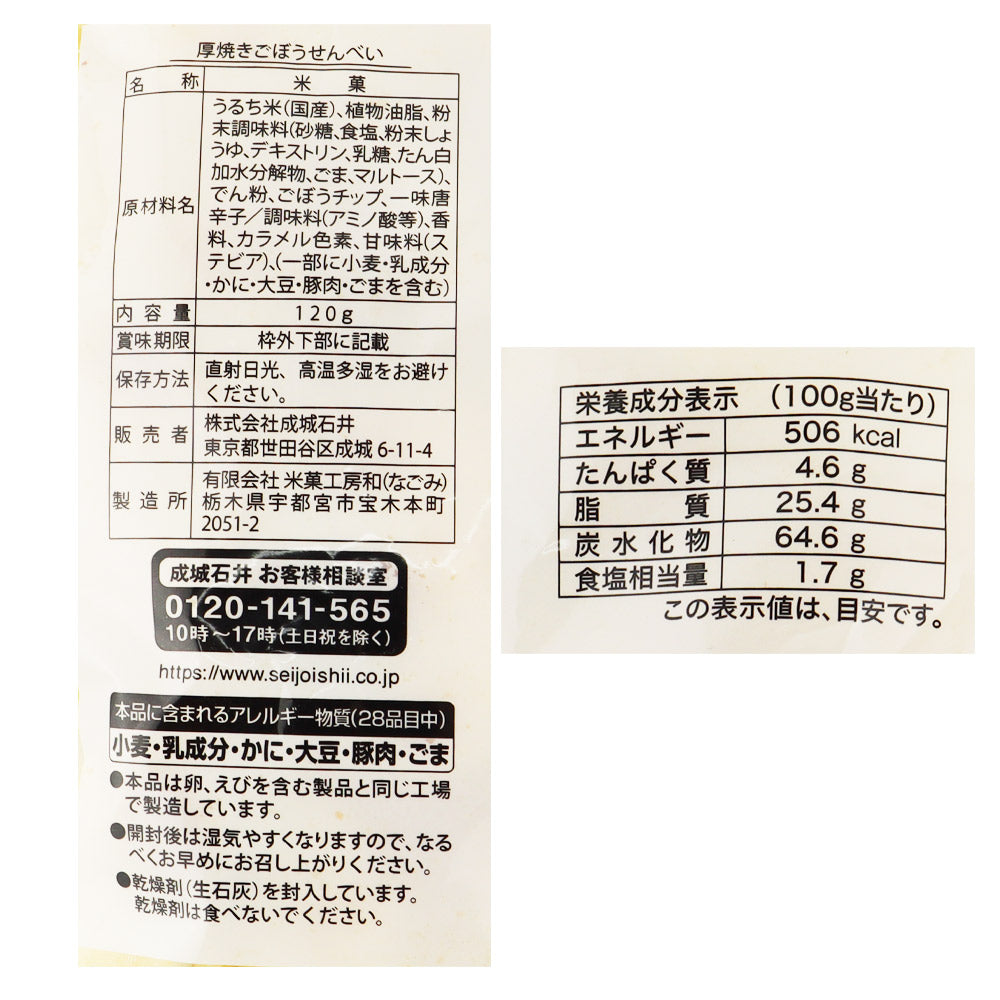 厚焼きごぼうせんべい
名称 米菓
原材料名
うるち米(国産)、植物油脂、粉
末調味料(砂糖、食塩、粉末しょ
うゆ、デキストリン、乳糖、たん白
加水分解物、ごま、マルトース)、
でん粉、ごぼうチップ、一味唐
辛子／調味料(アミノ酸等)、香
料、カラメル色素、甘味料(ス
テビア)、(一部に小麦・乳成分
・かに・大豆・豚肉・ごまを含む)
内容量 120g
賞味期限 枠外下部に記載
保存方法
直射日光、高温多湿をお避け
ください。
販売者
株式会社成城石井
東京都世田谷区成城 6-11-4
製造所
有限会社 米菓工房和(なごみ)
栃木県宇都宮市宝木本町
2051-2
成城石井 お客様相談室
0120-141-565
10時～17時(土日祝を除く)
https://www.seijoishii.co.jp
本品に含まれるアレルギー物質(28品目中)
小麦・乳成分・かに・大豆・豚肉・ごま
●本品は卵、えびを含む製品と同じ工場
で製造しています。
●開封後は湿気やすくなりますので、なる
べくお早めにお召し上がりください。
●乾燥剤(生石灰)を封入しています。
乾燥剤は食べないでください。
栄養成分表示 (100g当たり)
エネルギー 506 kcal
たんぱく質 4.6 g
脂質 25.4 g
炭水化物 64.6 g
食塩相当量 1.7 g
この表示値は、目安です。